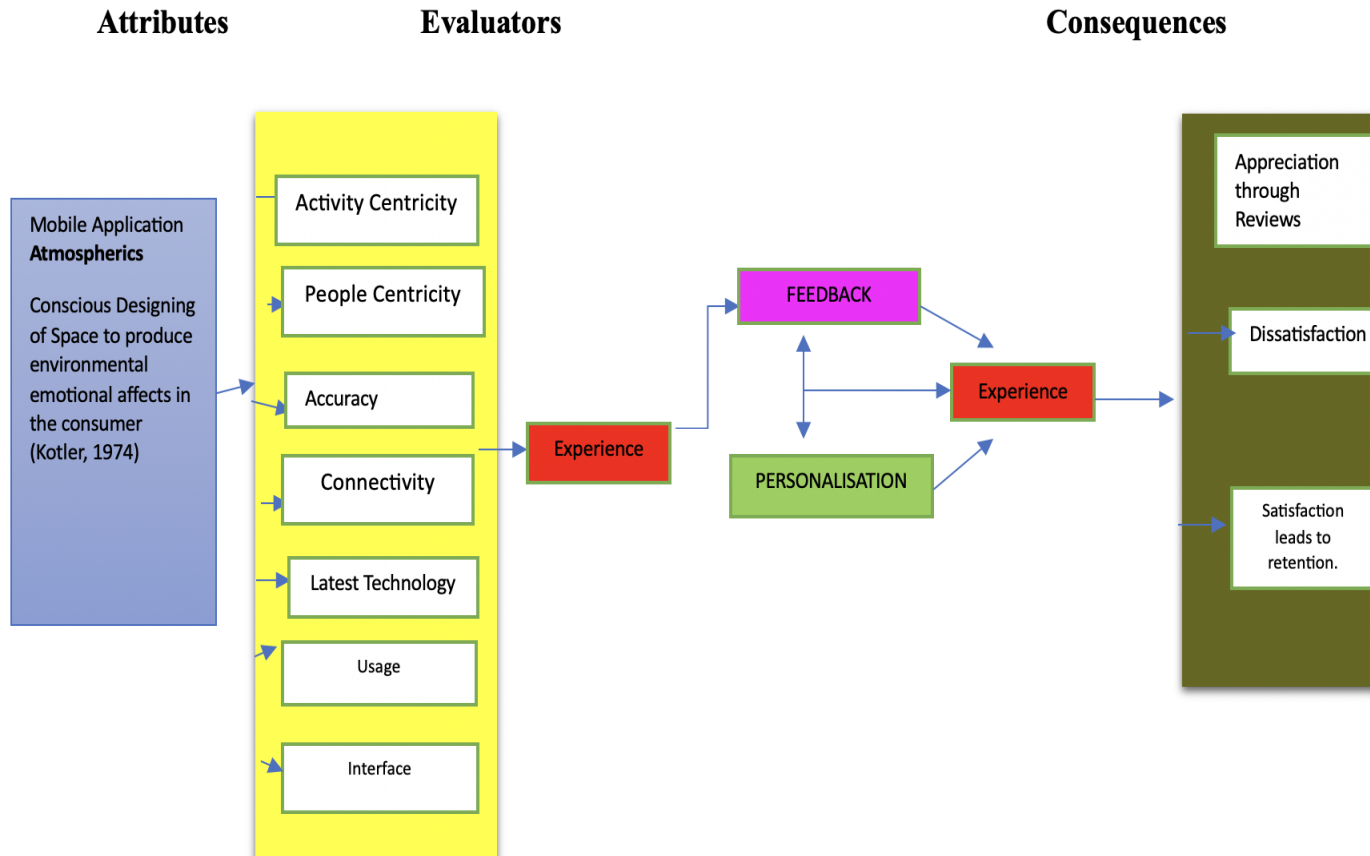 Attributes
Evaluators
Consequences
Mobile Application
Atmospherics
Conscious Designing
of Space to produce
environmental
emotional affects in
the consumer
(Kotler, 1974)
Activity Centricity
People Centricity
Accuracy
Connectivity
Latest Technology
Usage
Interface
Experience
FEEDBACK
PERSONALISATION
Experience
Appreciation
through
Reviews
Dissatisfaction
Satisfaction
leads to
retention.